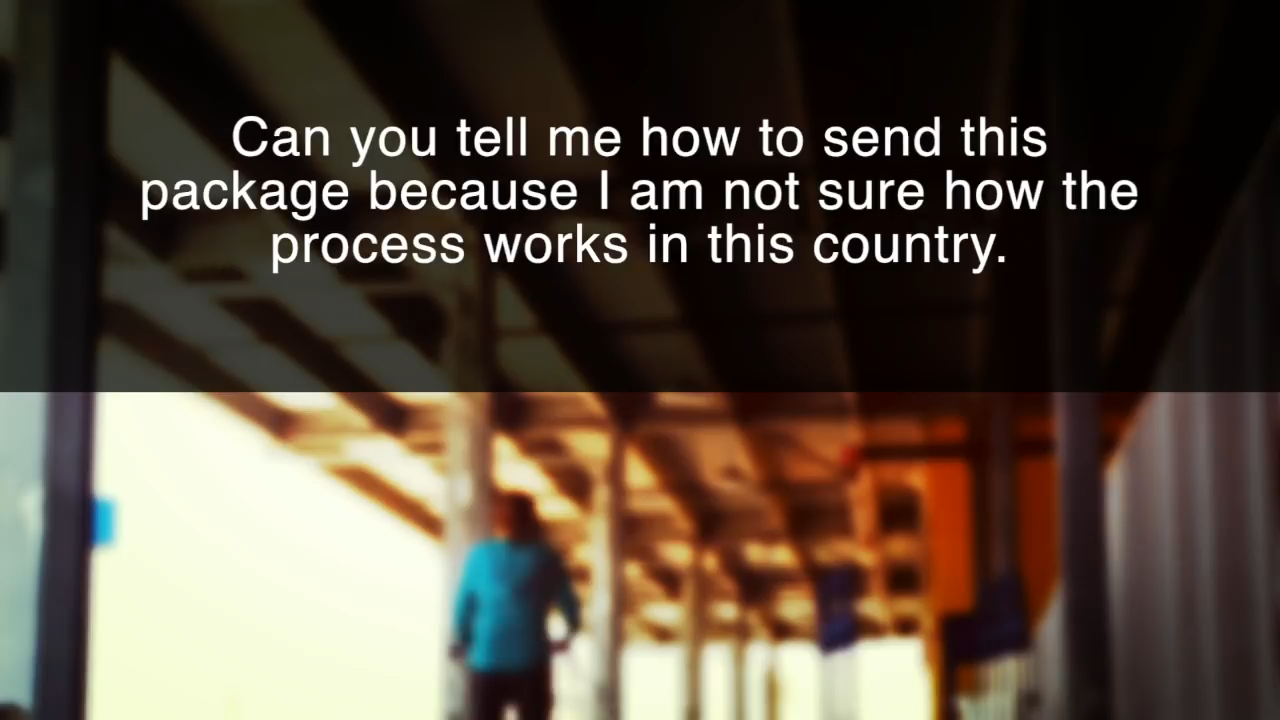 Can you tell me how to send this
package because I am not sure how the
process works in this country.